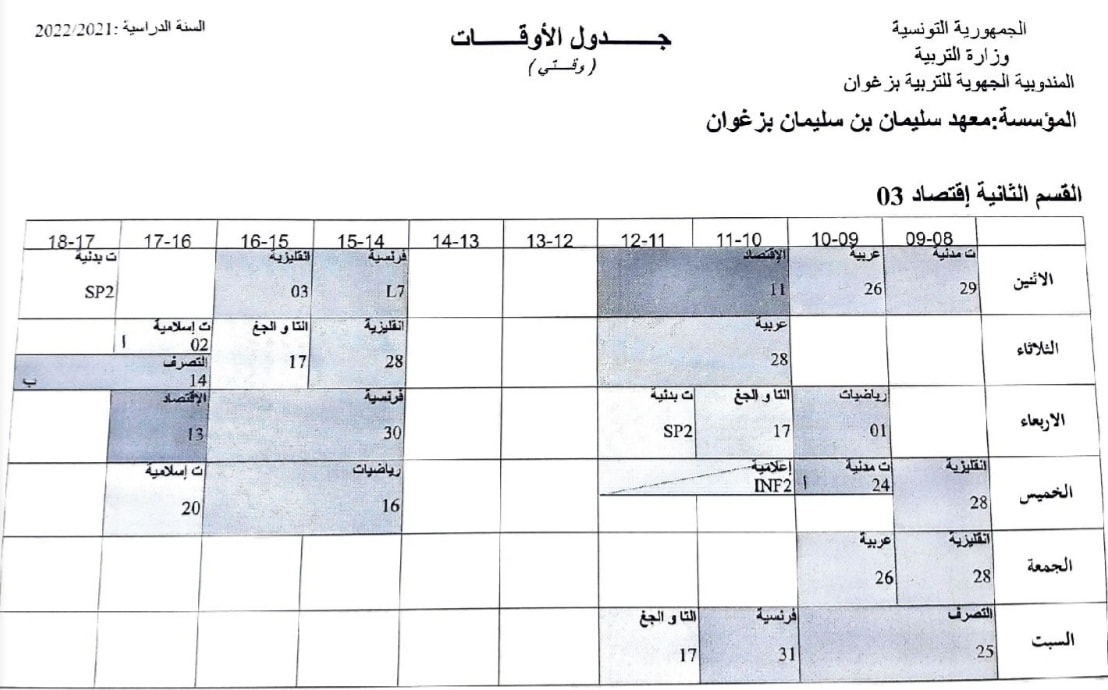 الجمهورية التونسية
وزارة التربية
المندوبية الجهوية للتربية بزغوان
المؤسسة:معهد سليمان بن سليمان بزغوان
جـــدول الأوقـــات
(وقـتي)
السنة الدراسية :2022/2021
القسم الثانية إقتصاد 03
09-08 10-09 11-10 12-11 13-12 14-13 15-14 16-15 17-16 18-17
الاثنين
ت مدنية عربية الإقتصاد فرنسية انقليزية ت بدنية
29 26 11 L7 03 SP2
الثلاثاء
عربية انقليزية التا و الجغ ت إسلامية
28 28 17 02 أ
التصرف
14 ب
الاربعاء
رياضيات التا و الجغ ت بدنية فرنسية الإقتصاد
01 17 SP2 30 13
الخميس
انقليزية ت مدنية إعلامية رياضيات ت إسلامية
28 24 أ INF2 16 20
الجمعة
انقليزية عربية
28 26
السبت
التصرف فرنسية التا و الجغ
25 31 17